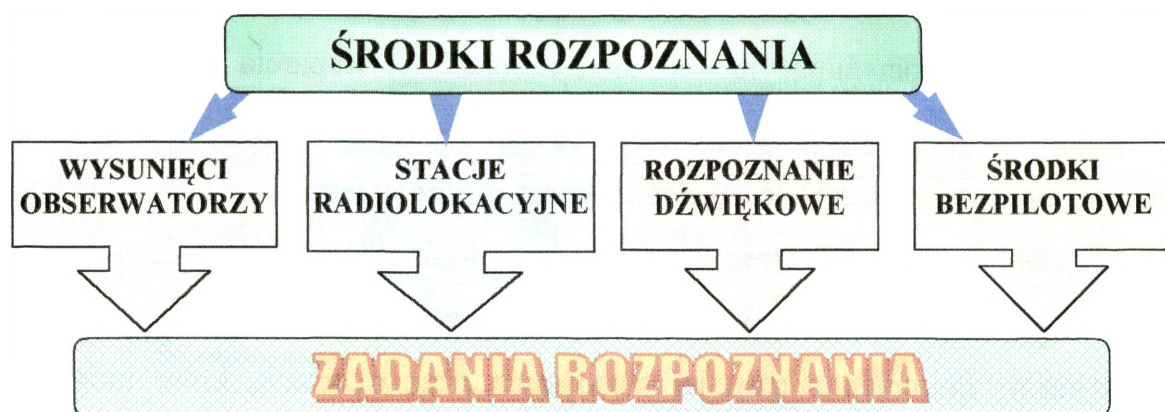 ŚRODKI ROZPOZNANIA
WYSUNIĘCI
OBSERWATORZY
STACJE
RADIOLOKACYJNE
ROZPOZNANIE
DŹWIĘKOWE
ŚRODKI
BEZPILOTOWE
ZADANIA ROZPOZNANIA